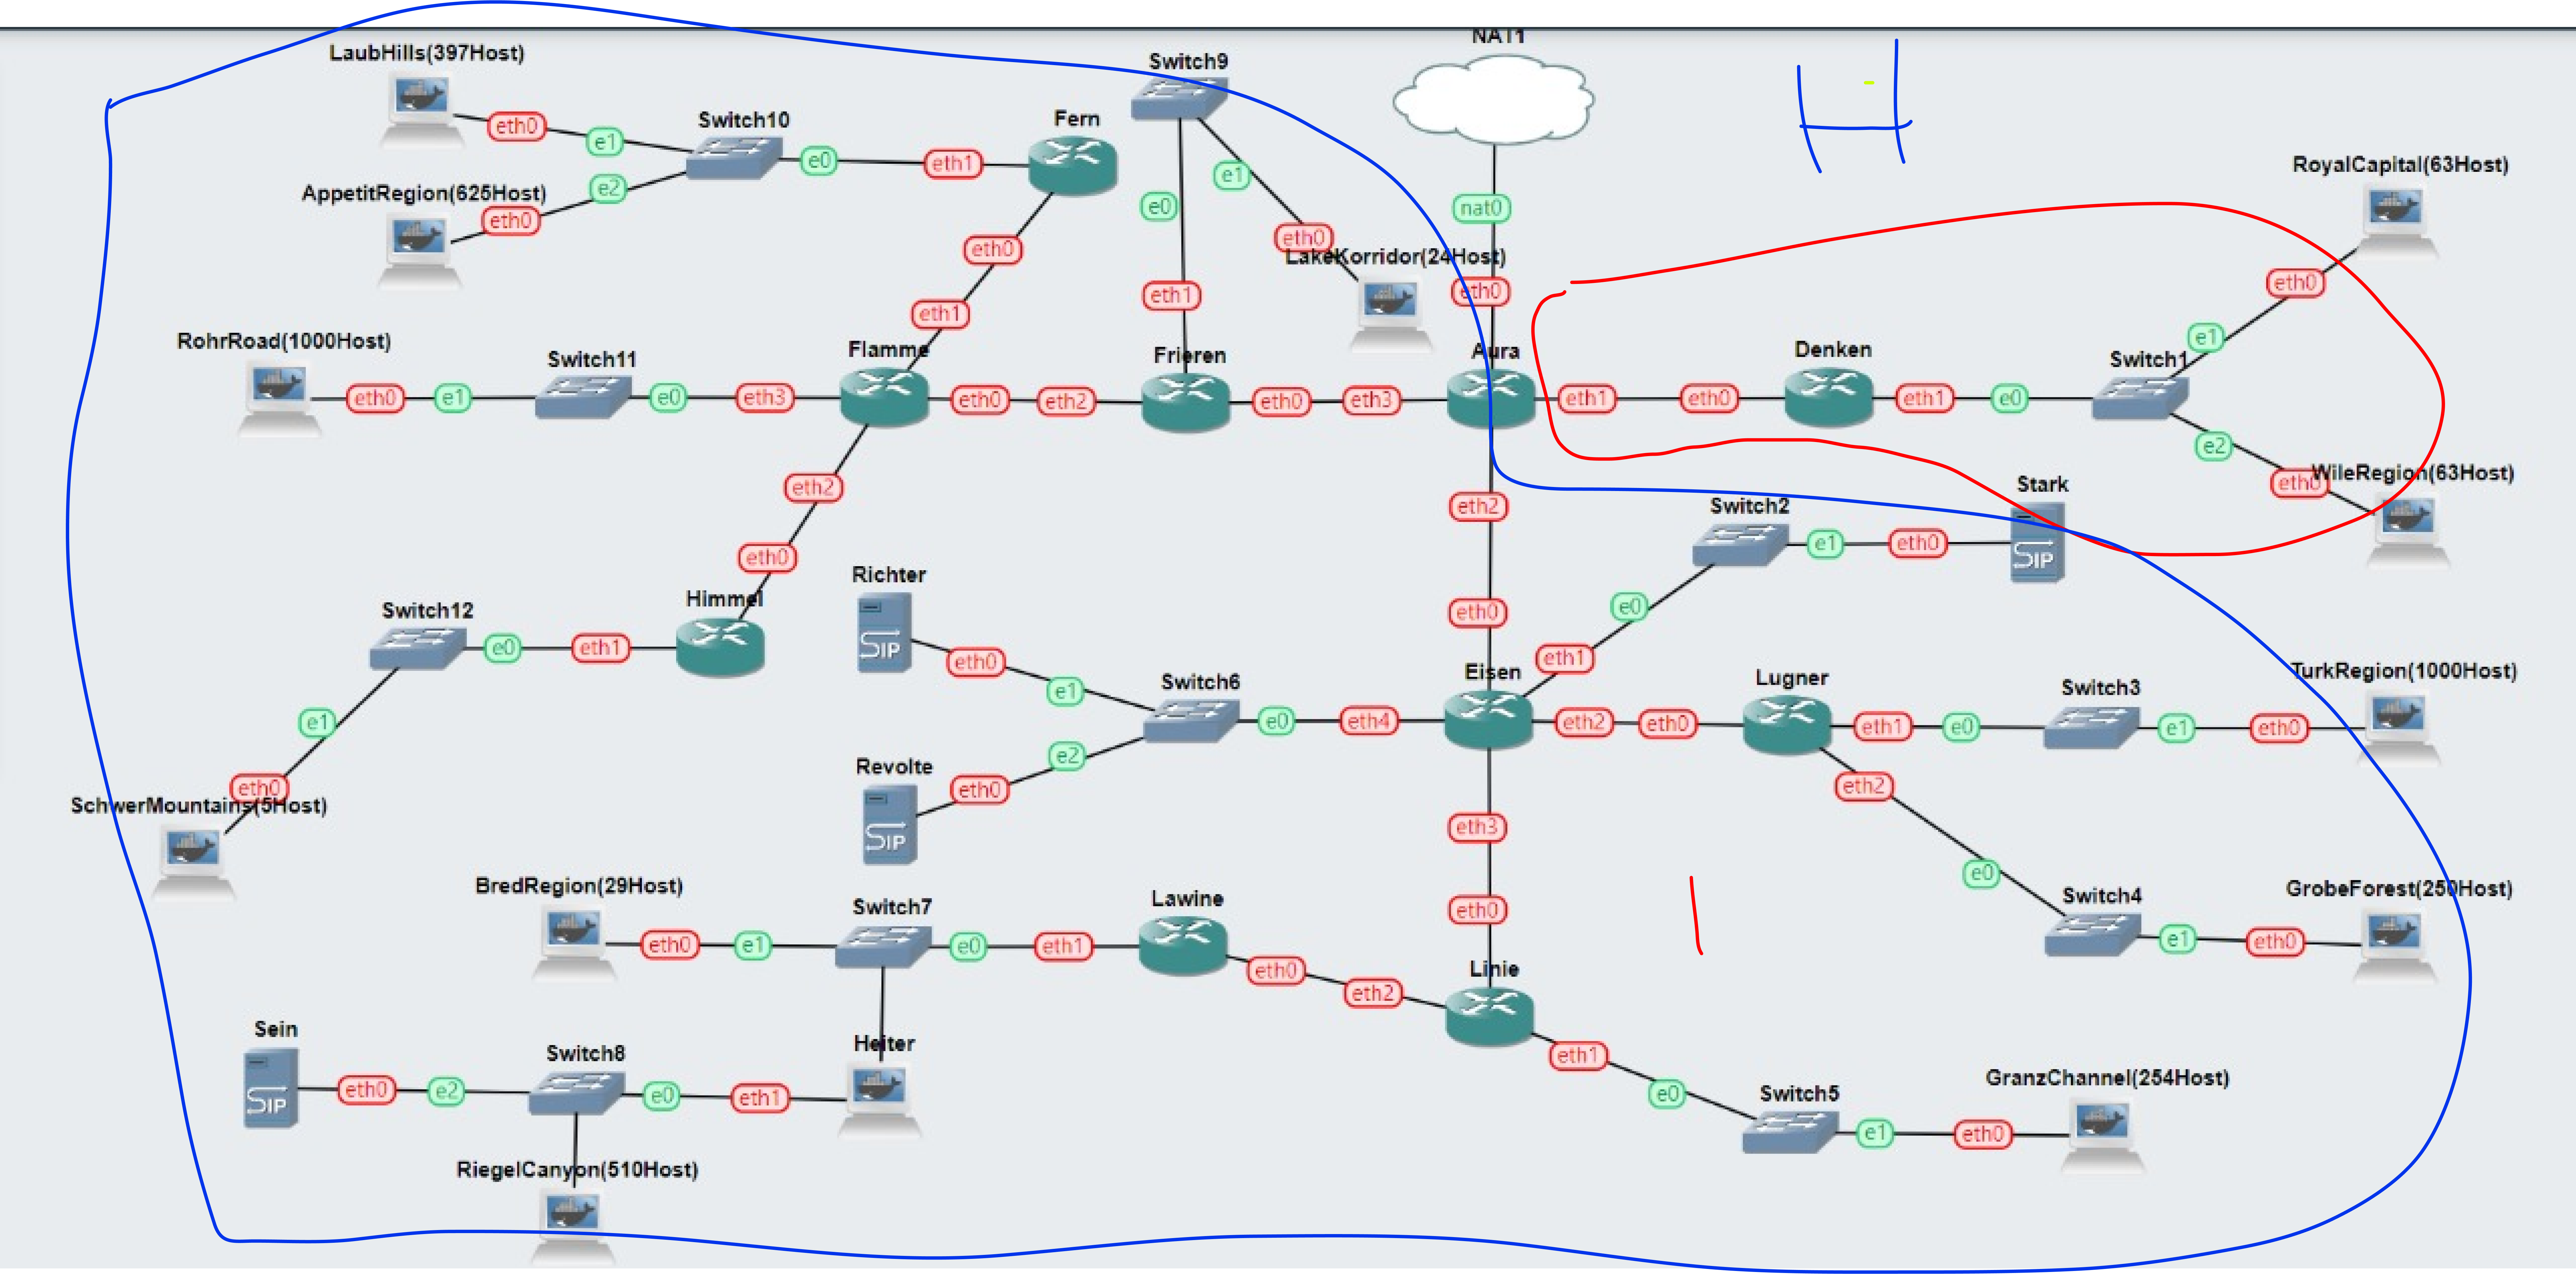 LaubHills(397Host)
Switch9
NAT1
Switch10
Fern
eth0
e1
e0
eth1
AppetitRegion(625Host)
e2
eth0
e0
e1
nat0
RoyalCapital(63Host)
eth0
eth0
LakeKorridor(24Host)
eth0
eth0
eth1
eth1
RohrRoad(1000Host)
Switch11
Flamme
Frieren
Aura
Denken
Switch1
e1
eth0
e1
e0
eth3
eth0
eth2
eth0
eth3
eth1
eth0
eth1
e0
e2
WileRegion(63Host)
eth0
eth2
eth2
Switch2
Stark
e1
eth0
SIP
eth0
Richter
Switch12
Himmel
eth0
e0
e0
eth1
SIP
eth0
eth1
e1
Switch6
Eisen
Lugner
Switch3
TurkRegion(1000Host)
e1
e0
eth4
eth2
eth0
eth1
e0
e1
eth0
e2
Revolte
eth0
eth0
eth2
SchwerMountains(5Host)
SIP
eth3
BredRegion(29Host)
Switch7
Lawine
e0
Switch4
GrobeForest(250Host)
eth0
e1
e0
eth1
eth0
e1
eth0
eth0
eth2
Linie
Sein
Switch8
Heiter
eth1
GranzChannel(254Host)
eth0
e2
e0
eth1
e0
Switch5
SIP
e1
eth0
RiegelCanyon(510Host)